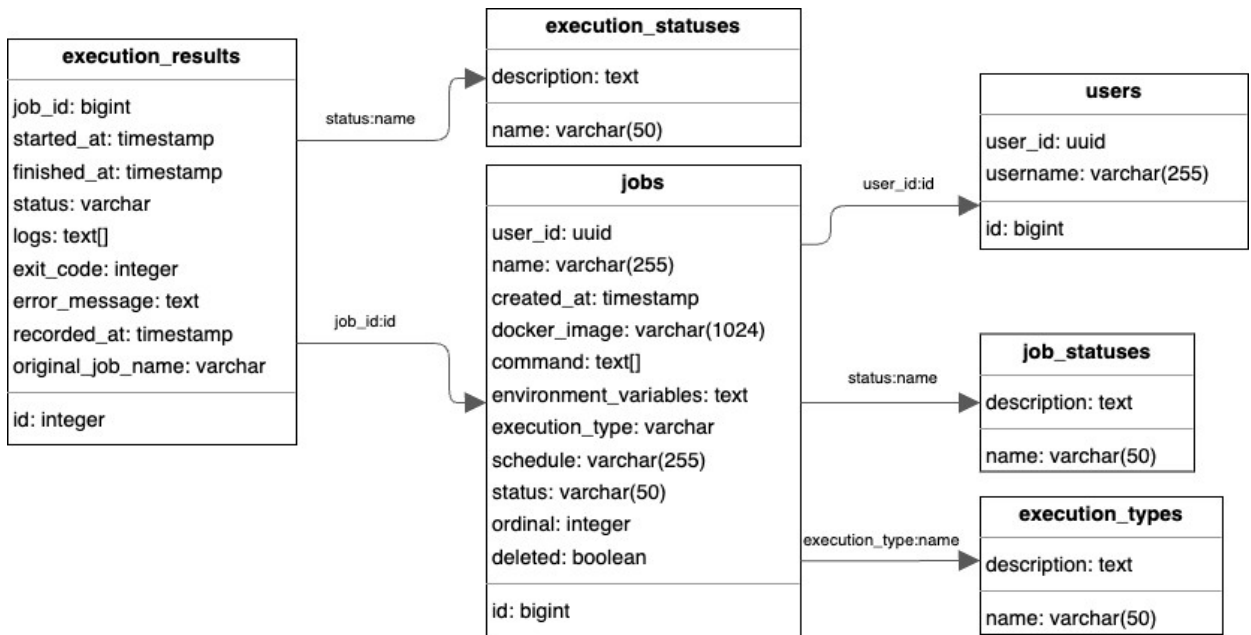 execution_results
job_id: bigint
started_at: timestamp
finished_at: timestamp
status: varchar
logs: text[]
exit_code: integer
error_message: text
recorded_at: timestamp
original_job_name: varchar
id: integer
status:name
job_id:id
execution_statuses
description: text
name: varchar(50)
jobs
user_id: uuid
name: varchar(255)
created_at: timestamp
docker_image: varchar(1024)
command: text[]
environment_variables: text
execution_type: varchar
schedule: varchar(255)
status: varchar(50)
ordinal: integer
deleted: boolean
id: bigint
user_id:id
status:name
execution_type:name
users
user_id: uuid
username: varchar(255)
id: bigint
job_statuses
description: text
name: varchar(50)
execution_types
description: text
name: varchar(50)